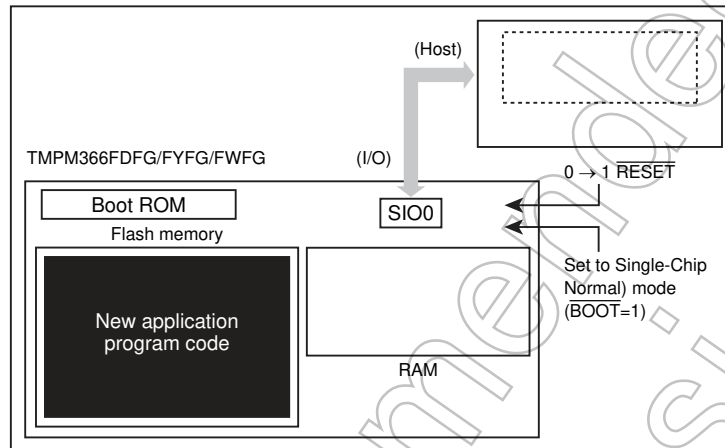 (Host)
TMPM366FDFG/FYFG/FWFG
(I/O)
0 → 1 RESET
Boot ROM
SIO0
Flash memory
Set to Single-Chip
Normal) mode
(BOOT=1)
New application
program code
RAM